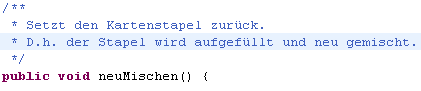 /**
 * Setzt den Kartenstapel zurück.
 * D.h. der Stapel wird aufgefüllt und neu gemischt.
 */
public void neuMischen() {